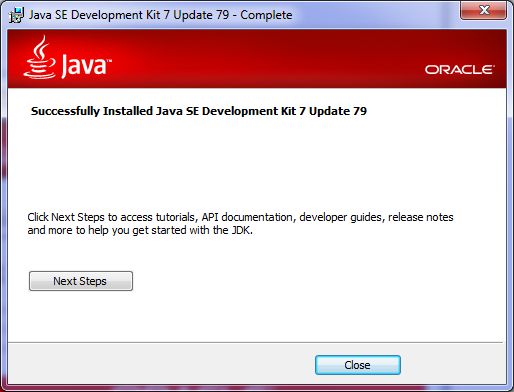 Java SE Development Kit 7 Update 79 - Complete
Java™
ORACLE®
Successfully Installed Java SE Development Kit 7 Update 79
Click Next Steps to access tutorials, API documentation, developer guides, release notes
and more to help you get started with the JDK.
Next Steps
Close